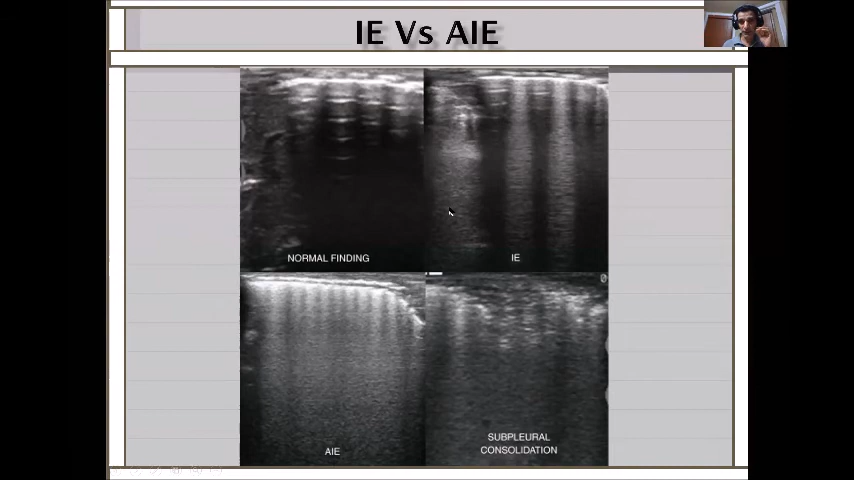 IE Vs AIE
NORMAL FINDING
IE
AIE
SUBPLEURAL
CONSOLIDATION